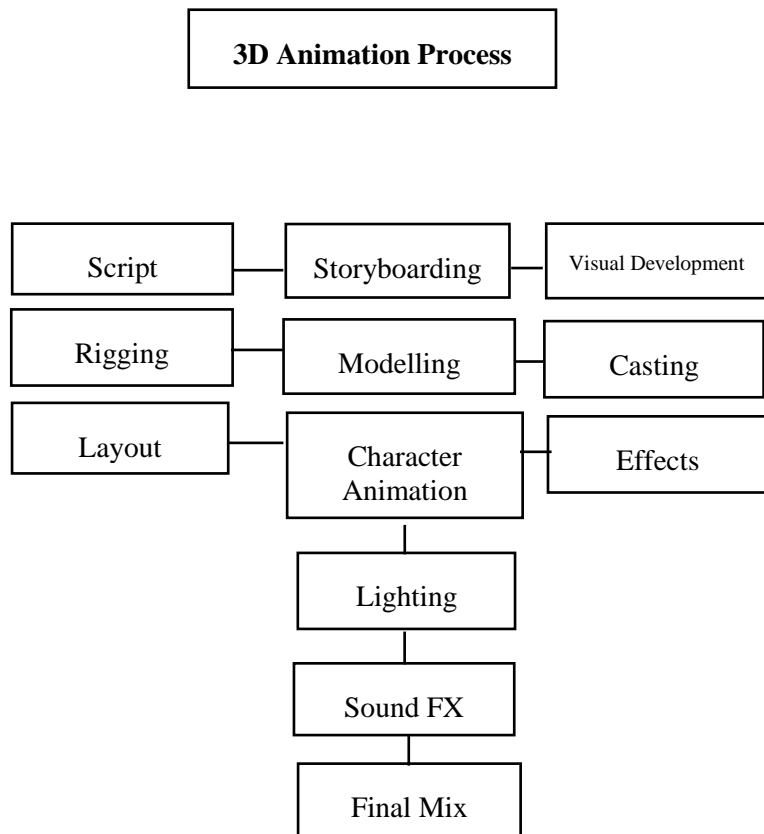 3D Animation Process
Script
Storyboarding
Visual Development
Rigging
Modelling
Casting
Layout
Character
Animation
Effects
Lighting
Sound FX
Final Mix